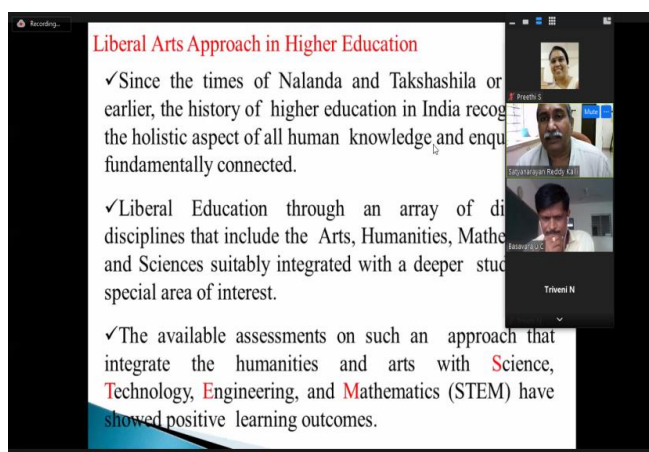 Recording...
Liberal Arts Approach in Higher Education
✓Since the times of Nalanda and Takshashila or
earlier, the history of higher education in India recog
the holistic aspect of all human knowledge and enqu
fundamentally connected.
✓Liberal Education through an array of di
disciplines that include the Arts, Humanities, Mathe
and Sciences suitably integrated with a deeper stud
special area of interest.
✓The available assessments on such an approach that
integrate the humanities and arts with Science,
Technology, Engineering, and Mathematics (STEM) have
showed positive learning outcomes.
Preethi S
Mute
Satyanarayan Reddy Kalli
Basavaraj C
Triveni N